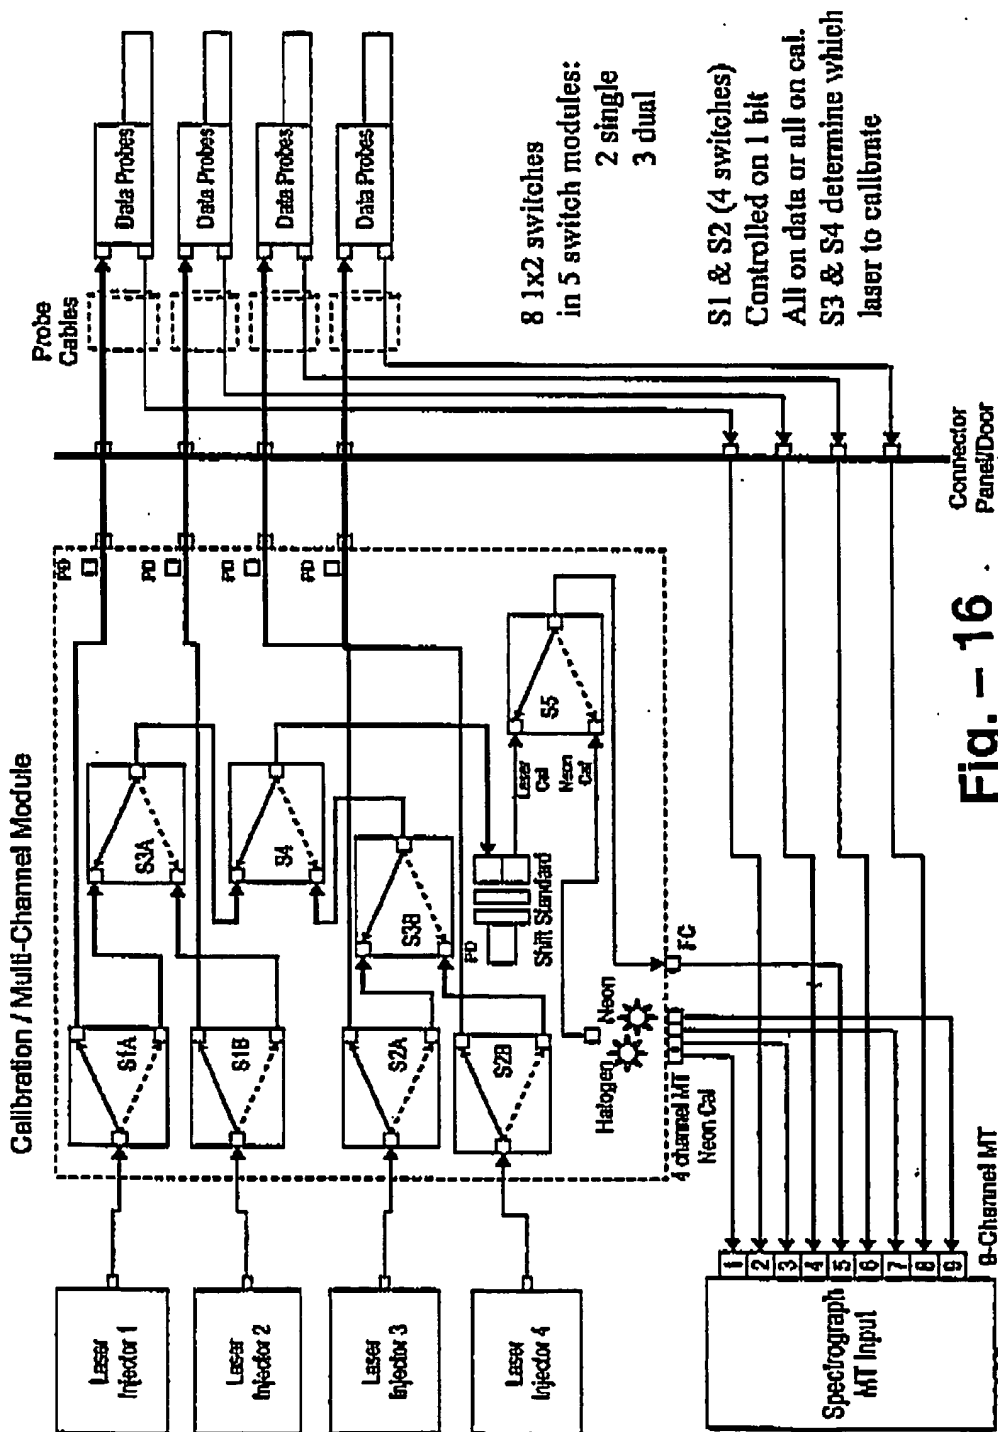 Calibration / Multi-Channel Module
Probe
Cables
Laser
Injector 1
Laser
Injector 2
Laser
Injector 3
Laser
Injector 4
S1A
S1B
S2A
S2B
S3A
S4
S3B
S5
PD
PD
PD
PD
PD
Data Probes
Data Probes
Data Probes
Data Probes
Shift Standard
Laser
Cal
Neon
Cal
Halogen
Neon
4 channel MT
Neon Cal
FC
8 1x2 switches
in 5 switch modules:
2 single
3 dual
S1 & S2 (4 switches)
Controlled on 1 bit
All on data or all on cal.
S3 & S4 determine which
laser to calibrate
Spectrograph
MT Input
1
2
3
4
5
6
7
8
9
9-Channel MT
Connector
Panel/Door
Fig. - 16